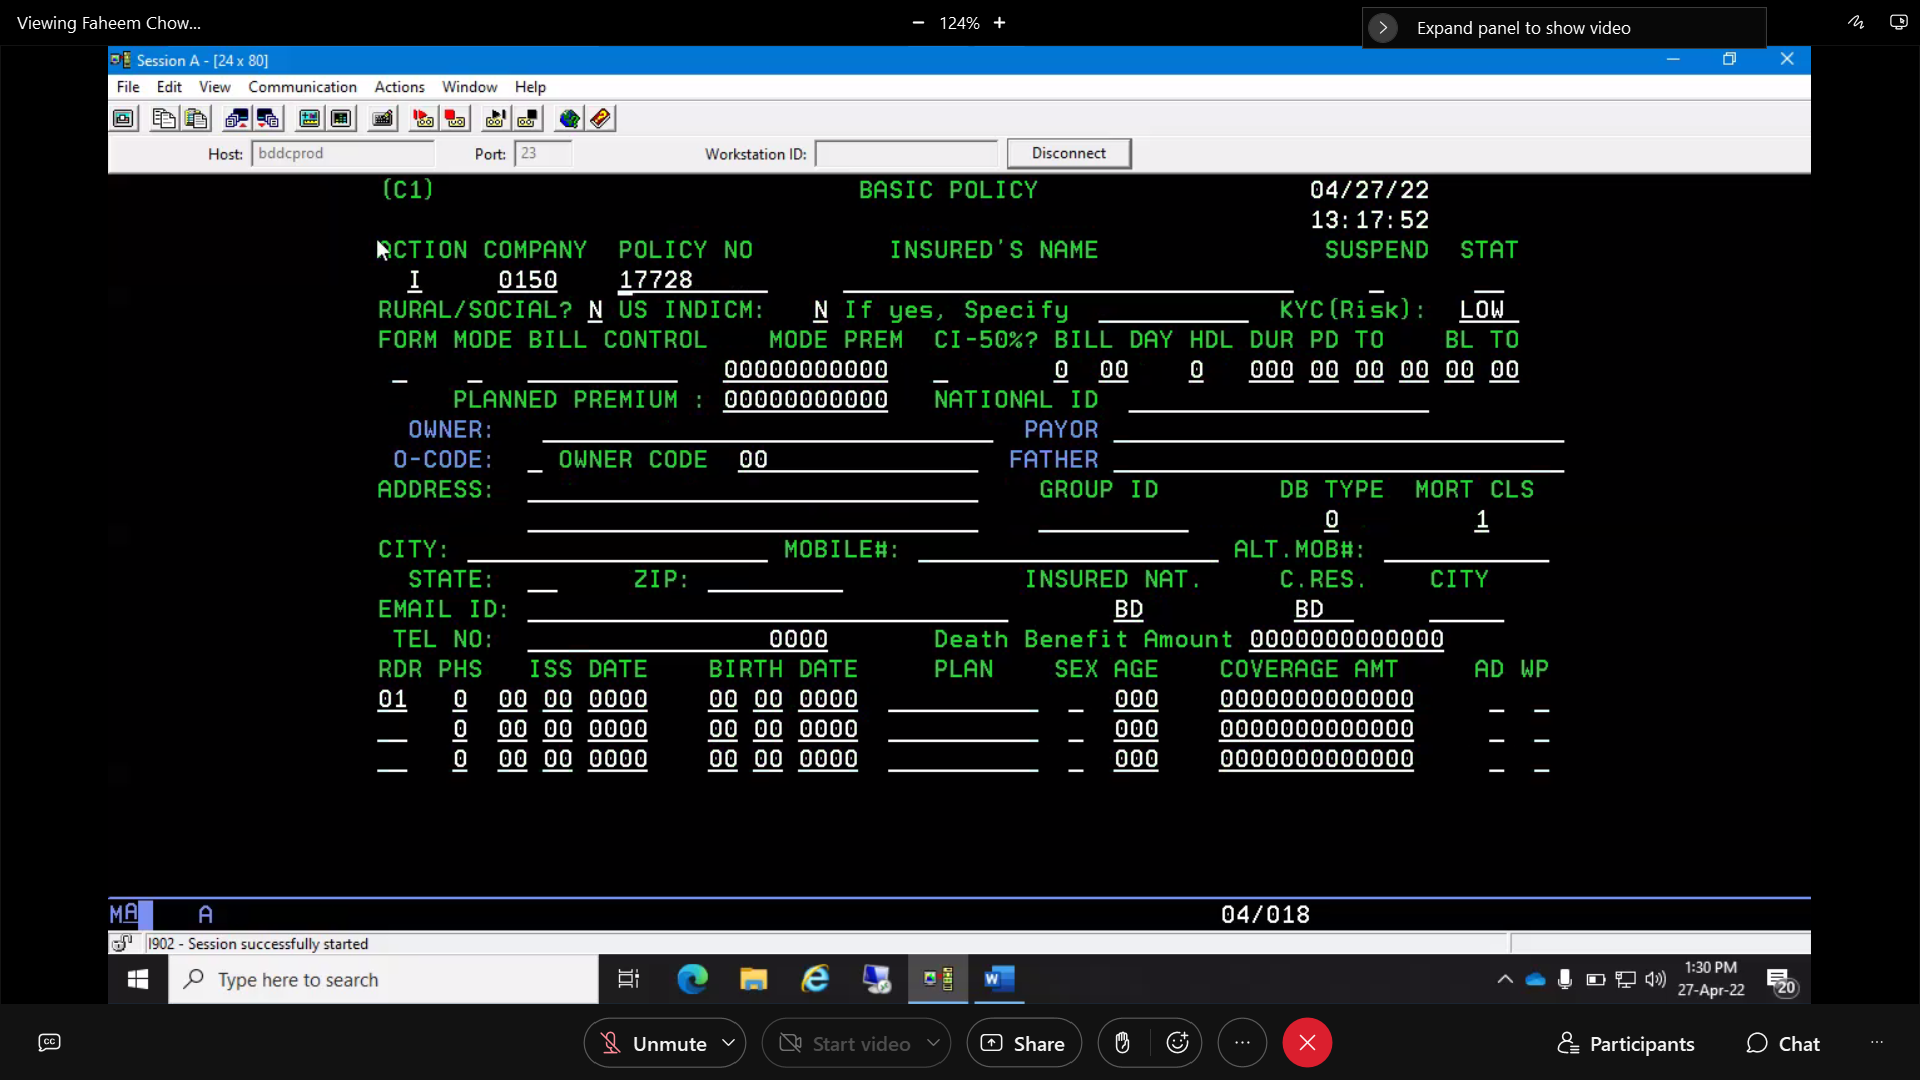 Viewing Faheem Chow... 124% Expand panel to show video
Session A - [24 x 80]
File Edit View Communication Actions Window Help
Host: bddcprod Port: 23 Workstation ID: Disconnect
(C1) BASIC POLICY 04/27/22
13:17:52
ACTION COMPANY POLICY NO INSURED'S NAME SUSPEND STAT
I 0150 17728
RURAL/SOCIAL? N US INDICM: N If yes, Specify KYC(Risk): LOW
FORM MODE BILL CONTROL MODE PREM CI-50%? BILL DAY HDL DUR PD TO BL TO
00000000000 0 00 0 000 00 00 00 00 00
PLANNED PREMIUM : 00000000000 NATIONAL ID
OWNER: PAYOR
O-CODE: OWNER CODE 00 FATHER
ADDRESS: GROUP ID DB TYPE MORT CLS
0 1
CITY: MOBILE#: ALT.MOB#:
STATE: ZIP: INSURED NAT. C.RES. CITY
EMAIL ID: BD BD
TEL NO: 0000 Death Benefit Amount 0000000000000
RDR PHS ISS DATE BIRTH DATE PLAN SEX AGE COVERAGE AMT AD WP
01 0 00 00 0000 00 00 0000 000 0000000000000
0 00 00 0000 00 00 0000 000 0000000000000
0 00 00 0000 00 00 0000 000 0000000000000
MA A 04/018
I902 - Session successfully started
Type here to search 1:30 PM
27-Apr-22 20
Unmute Start video Share Participants Chat